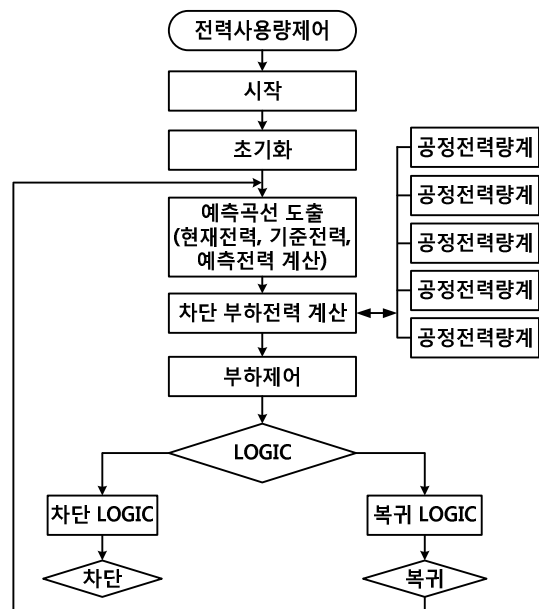 전력사용량제어
시작
초기화
예측곡선 도출
(현재전력, 기준전력,
예측전력 계산)
차단 부하전력 계산
공정전력량계
공정전력량계
공정전력량계
공정전력량계
공정전력량계
부하제어
LOGIC
차단 LOGIC
복귀 LOGIC
차단
복귀